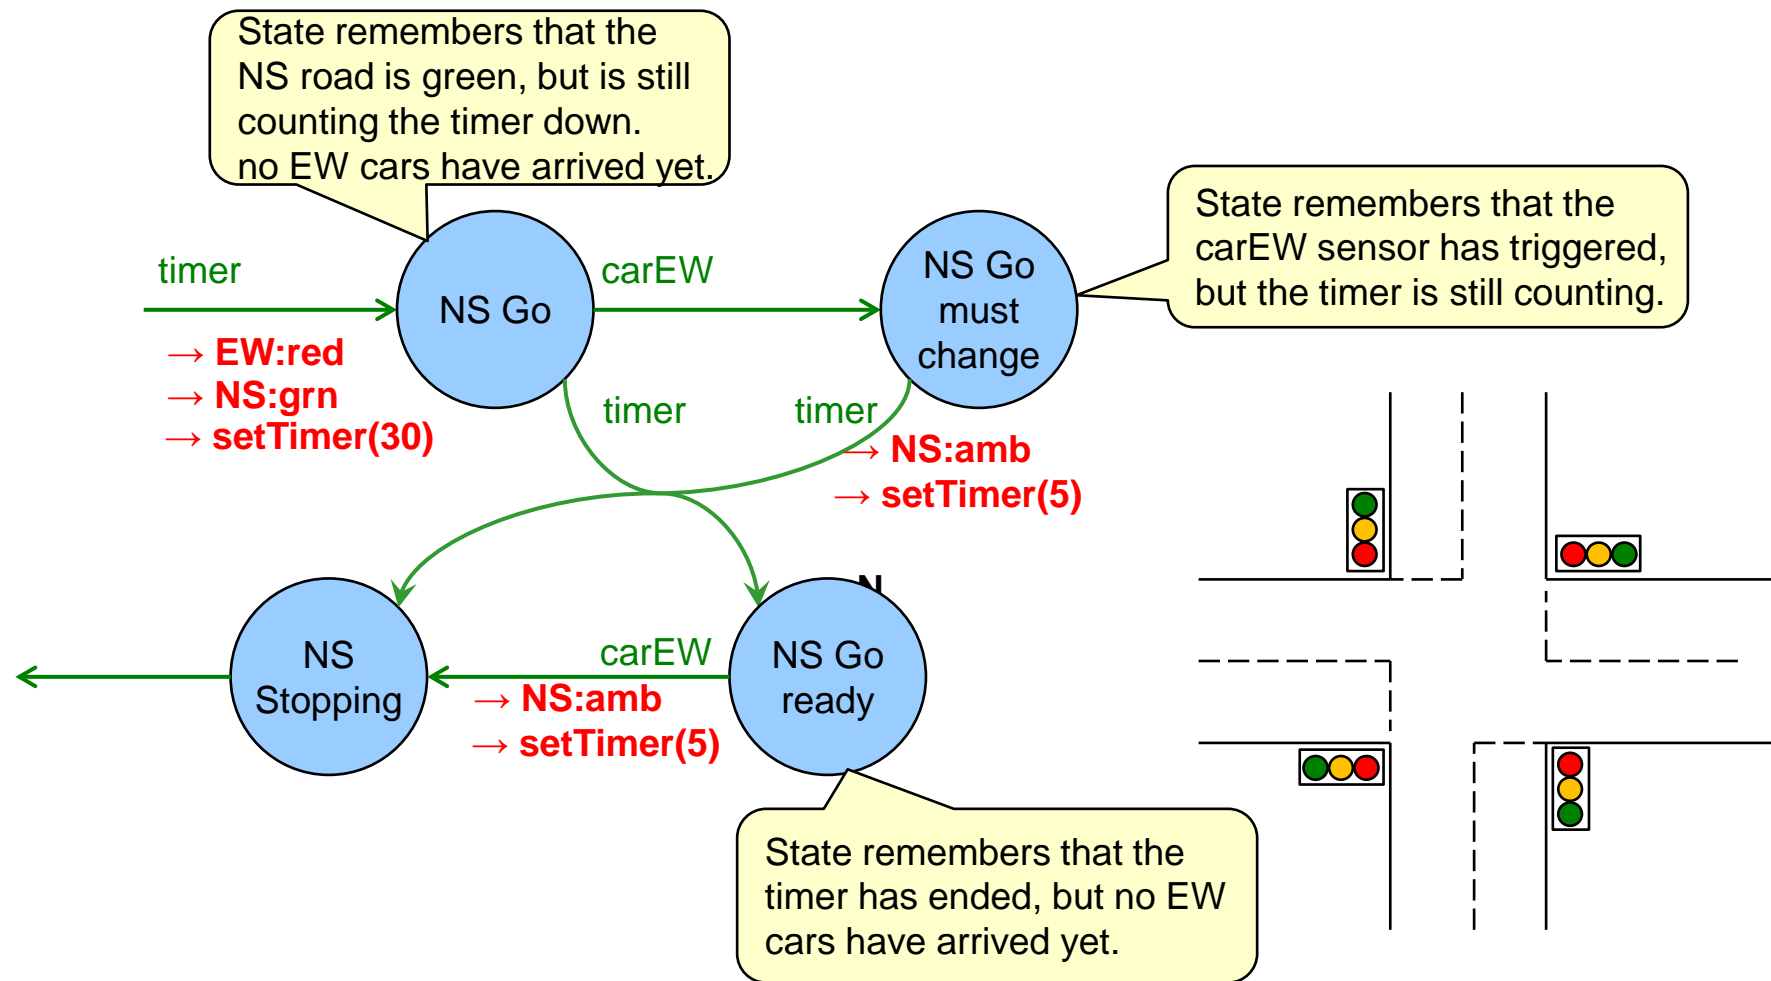 State remembers that the
NS road is green, but is still
counting the timer down.
no EW cars have arrived yet.
State remembers that the
carEW sensor has triggered,
but the timer is still counting.
timer
NS Go
carEW
NS Go
must
change
→ EW:red
→ NS:grn
→ setTimer(30)
timer
timer
→ NS:amb
→ setTimer(5)
N
NS
Stopping
carEW
→ NS:amb
→ setTimer(5)
NS Go
ready
State remembers that the
timer has ended, but no EW
cars have arrived yet.